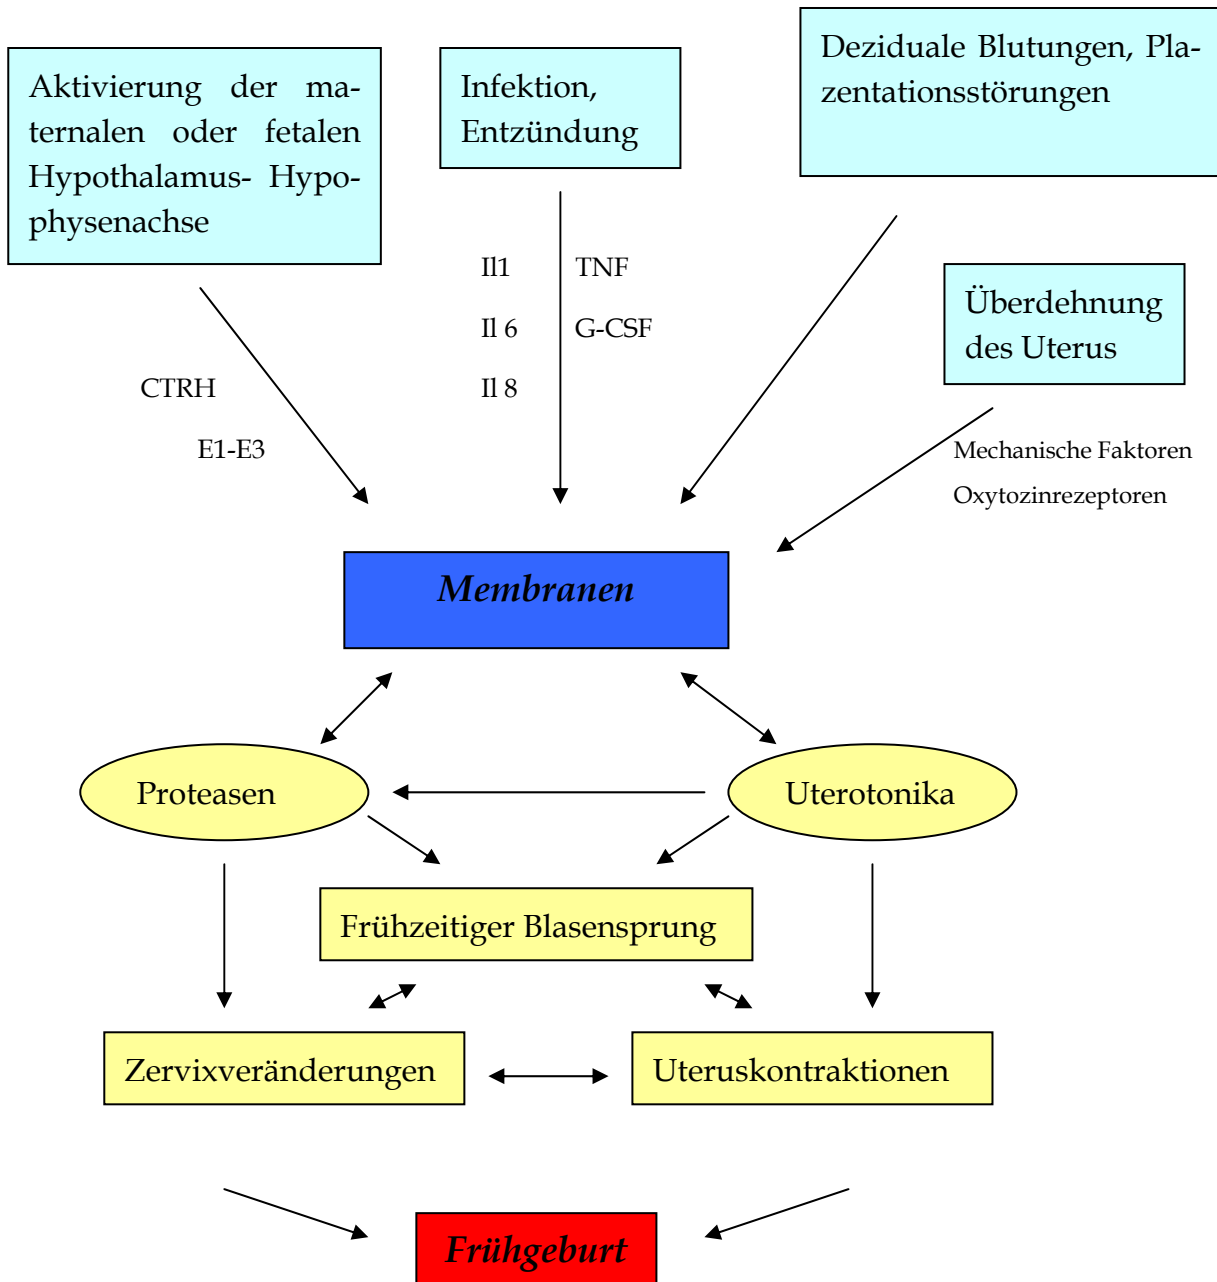 Aktivierung der ma-
ternalen oder fetalen
Hypothalamus- Hypo-
physenachse
Infektion,
Entzündung
Deziduale Blutungen, Pla-
zentationsstörungen
Il1
TNF
Il 6
G-CSF
Il 8
Überdehnung
des Uterus
CTRH
E1-E3
Mechanische Faktoren
Oxytozinrezeptoren
Membranen
Proteasen
Uterotonika
Frühzeitiger Blasensprung
Zervixveränderungen
Uteruskontraktionen
Frühgeburt